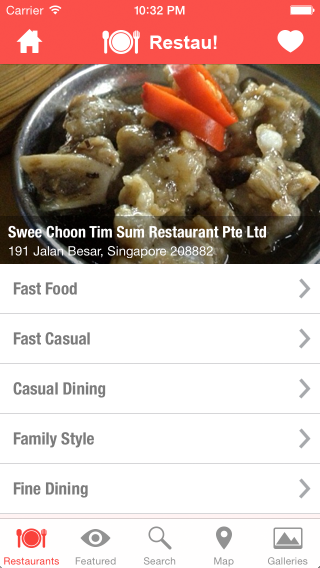 Carrier 10:32 PM
Restau!
Swee Choon Tim Sum Restaurant Pte Ltd
191 Jalan Besar, Singapore 208882
Fast Food
Fast Casual
Casual Dining
Family Style
Fine Dining
Restaurants Featured Search Map Galleries